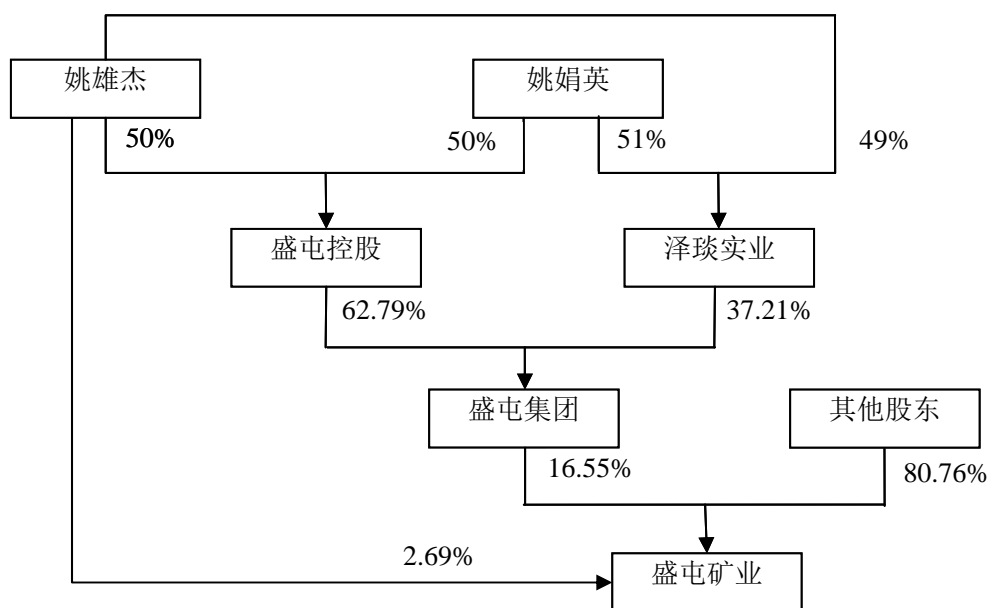 姚雄杰
姚娟英
50%
50%
51%
49%
盛屯控股
泽琰实业
62.79%
37.21%
盛屯集团
其他股东
16.55%
80.76%
2.69%
盛屯矿业